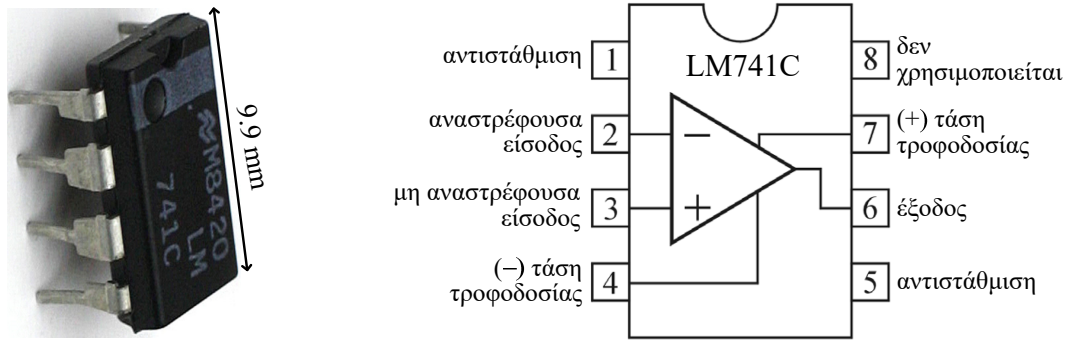 M8420
LM
741C
9.9 mm
LM741C
αντιστάθμιση
1
αναστρέφουσα
είσοδος
2
−
μη αναστρέφουσα
είσοδος
3
+
(−) τάση
τροφοδοσίας
4
8
δεν
χρησιμοποιείται
7
(+) τάση
τροφοδοσίας
6
έξοδος
5
αντιστάθμιση